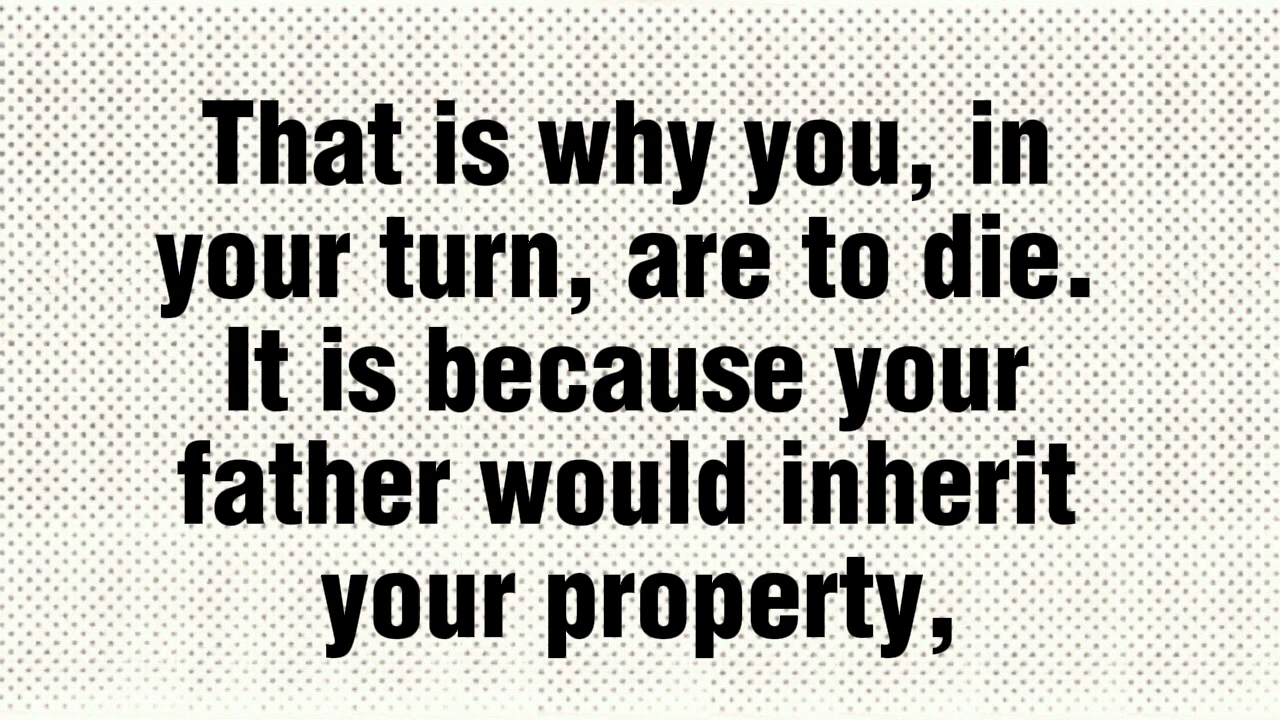 That is why you, in
your turn, are to die.
It is because your
father would inherit
your property,